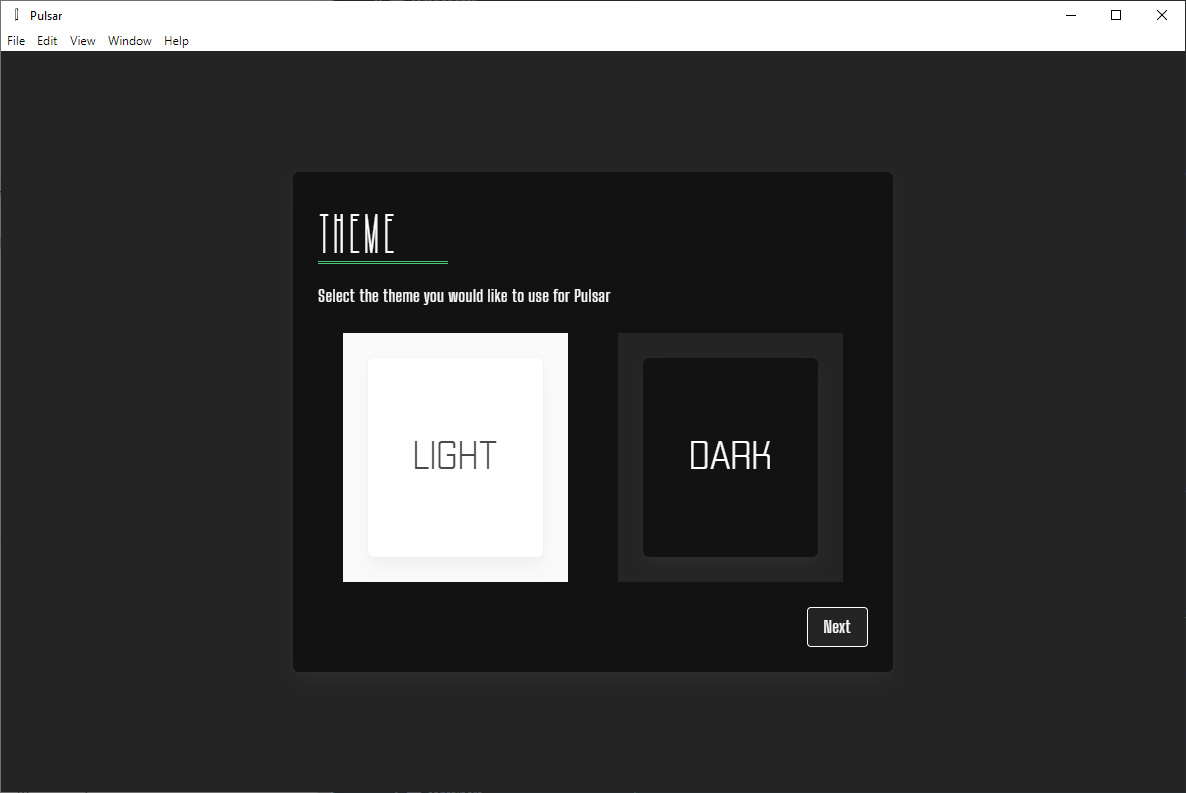 Pulsar
File Edit View Window Help
THEME
Select the theme you would like to use for Pulsar
LIGHT
DARK
Next